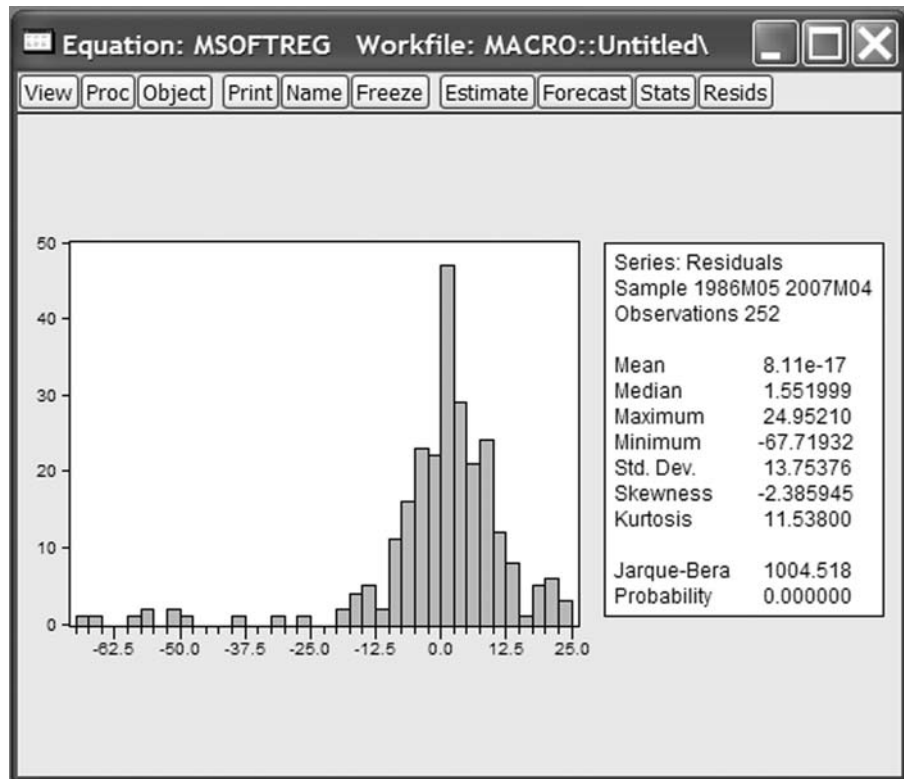 Equation: MSOFTREG Workfile: MACRO::Untitled\
View Proc Object Print Name Freeze Estimate Forecast Stats Resids
50
40
30
20
10
0
-62.5 -50.0 -37.5 -25.0 -12.5 0.0 12.5 25.0
Series: Residuals
Sample 1986M05 2007M04
Observations 252
Mean 8.11e-17
Median 1.551999
Maximum 24.95210
Minimum -67.71932
Std. Dev. 13.75376
Skewness -2.385945
Kurtosis 11.53800
Jarque-Bera 1004.518
Probability 0.000000